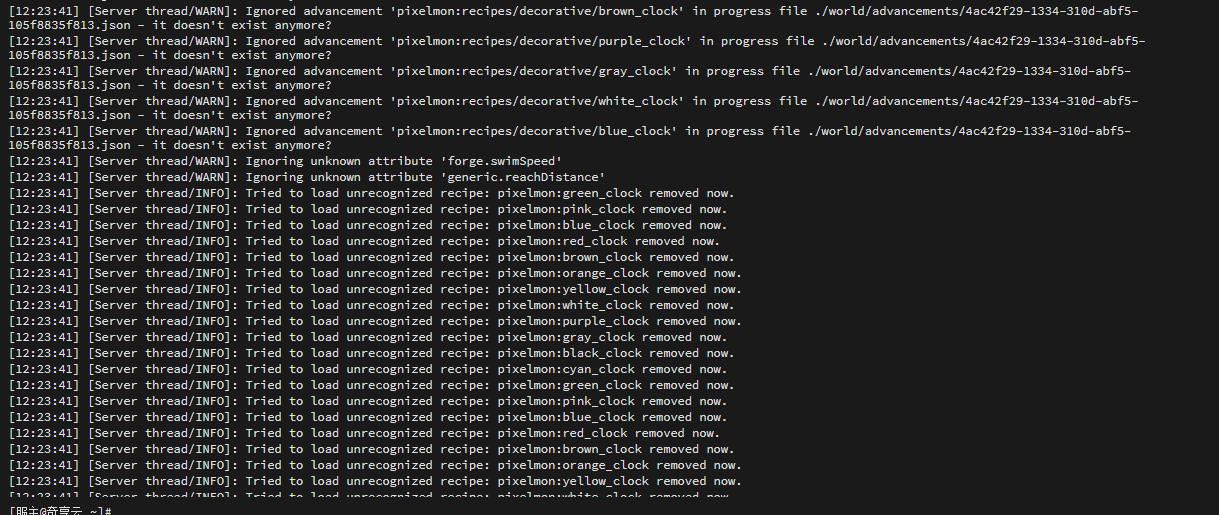 [12:23:41] [Server thread/WARN]: Ignored advancement 'pixelmon:recipes/decorative/brown_clock' in progress file ./world/advancements/4ac42f29-1334-310d-abf5-
105f8835f813.json – it doesn't exist anymore?
[12:23:41] [Server thread/WARN]: Ignored advancement 'pixelmon:recipes/decorative/purple_clock' in progress file ./world/advancements/4ac42f29-1334-310d-abf5-
105f8835f813.json – it doesn't exist anymore?
[12:23:41] [Server thread/WARN]: Ignored advancement 'pixelmon:recipes/decorative/gray_clock' in progress file ./world/advancements/4ac42f29-1334-310d-abf5-
105f8835f813.json – it doesn't exist anymore?
[12:23:41] [Server thread/WARN]: Ignored advancement 'pixelmon:recipes/decorative/white_clock' in progress file ./world/advancements/4ac42f29-1334-310d-abf5-
105f8835f813.json – it doesn't exist anymore?
[12:23:41] [Server thread/WARN]: Ignored advancement 'pixelmon:recipes/decorative/blue_clock' in progress file ./world/advancements/4ac42f29-1334-310d-abf5-
105f8835f813.json – it doesn't exist anymore?
[12:23:41] [Server thread/WARN]: Ignoring unknown attribute 'forge.swimSpeed'
[12:23:41] [Server thread/WARN]: Ignoring unknown attribute 'generic.reachDistance'
[12:23:41] [Server thread/INFO]: Tried to load unrecognized recipe: pixelmon:green_clock removed now.
[12:23:41] [Server thread/INFO]: Tried to load unrecognized recipe: pixelmon:pink_clock removed now.
[12:23:41] [Server thread/INFO]: Tried to load unrecognized recipe: pixelmon:blue_clock removed now.
[12:23:41] [Server thread/INFO]: Tried to load unrecognized recipe: pixelmon:red_clock removed now.
[12:23:41] [Server thread/INFO]: Tried to load unrecognized recipe: pixelmon:brown_clock removed now.
[12:23:41] [Server thread/INFO]: Tried to load unrecognized recipe: pixelmon:orange_clock removed now.
[12:23:41] [Server thread/INFO]: Tried to load unrecognized recipe: pixelmon:yellow_clock removed now.
[12:23:41] [Server thread/INFO]: Tried to load unrecognized recipe: pixelmon:white_clock removed now.
[12:23:41] [Server thread/INFO]: Tried to load unrecognized recipe: pixelmon:purple_clock removed now.
[12:23:41] [Server thread/INFO]: Tried to load unrecognized recipe: pixelmon:gray_clock removed now.
[12:23:41] [Server thread/INFO]: Tried to load unrecognized recipe: pixelmon:black_clock removed now.
[12:23:41] [Server thread/INFO]: Tried to load unrecognized recipe: pixelmon:cyan_clock removed now.
[12:23:41] [Server thread/INFO]: Tried to load unrecognized recipe: pixelmon:green_clock removed now.
[12:23:41] [Server thread/INFO]: Tried to load unrecognized recipe: pixelmon:pink_clock removed now.
[12:23:41] [Server thread/INFO]: Tried to load unrecognized recipe: pixelmon:blue_clock removed now.
[12:23:41] [Server thread/INFO]: Tried to load unrecognized recipe: pixelmon:red_clock removed now.
[12:23:41] [Server thread/INFO]: Tried to load unrecognized recipe: pixelmon:brown_clock removed now.
[12:23:41] [Server thread/INFO]: Tried to load unrecognized recipe: pixelmon:orange_clock removed now.
[12:23:41] [Server thread/INFO]: Tried to load unrecognized recipe: pixelmon:yellow_clock removed now.
[12:23:41] [Server thread/INFO]: Tried to load unrecognized recipe: pixelmon:white_clock removed now.
[服主@奇亨云 ~]#